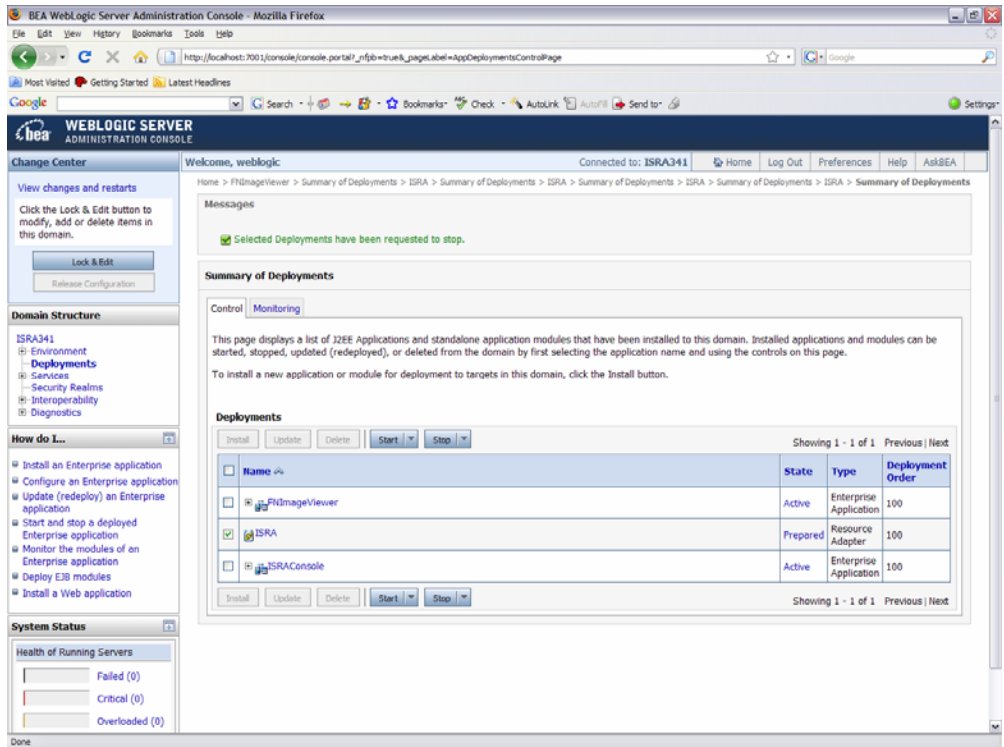 BEA WebLogic Server Administration Console - Mozilla Firefox
File Edit View History Bookmarks Tools Help
http://localhost:7001/console/console.portal?_nfpb=true&_pageLabel=AppDeploymentsControlPage
Google
Most Visited Getting Started Latest Headlines
Google Search Bookmarks Check AutoLink AutoFill Send to Settings
bea WEBLOGIC SERVER
ADMINISTRATION CONSOLE
Change Center
View changes and restarts
Click the Lock & Edit button to
modify, add or delete items in
this domain.
Lock & Edit
Release Configuration
Domain Structure
ISRA341
Environment
Deployments
Services
Security Realms
Interoperability
Diagnostics
How do I...
Install an Enterprise application
Configure an Enterprise application
Update (redeploy) an Enterprise
application
Start and stop a deployed
Enterprise application
Monitor the modules of an
Enterprise application
Deploy EJB modules
Install a Web application
System Status
Health of Running Servers
Failed (0)
Critical (0)
Overloaded (0)
Welcome, weblogic Connected to: ISRA341 Home Log Out Preferences Help AskBEA
Home > FNImageViewer > Summary of Deployments > ISRA > Summary of Deployments > ISRA > Summary of Deployments > ISRA > Summary of Deployments > ISRA > Summary of Deployments
Messages
Selected Deployments have been requested to stop.
Summary of Deployments
Control Monitoring
This page displays a list of J2EE Applications and standalone application modules that have been installed to this domain. Installed applications and modules can be
started, stopped, updated (redeployed), or deleted from the domain by first selecting the application name and using the controls on this page.
To install a new application or module for deployment to targets in this domain, click the Install button.
Deployments
Install Update Delete Start Stop Showing 1 - 1 of 1 Previous | Next
Name State Type Deployment Order
FNImageViewer Active Enterprise Application 100
ISRA Prepared Resource Adapter 100
ISRAConsole Active Enterprise Application 100
Install Update Delete Start Stop Showing 1 - 1 of 1 Previous | Next
Done